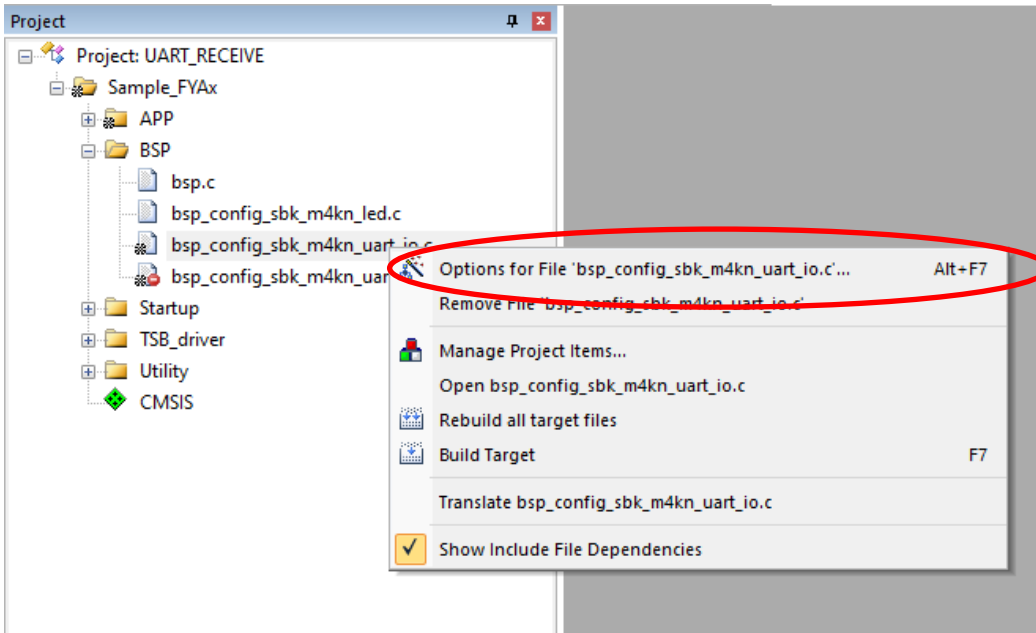 Project
Project: UART_RECEIVE
Sample_FYAx
APP
BSP
bsp.c
bsp_config_sbk_m4kn_led.c
bsp_config_sbk_m4kn_uart_io.c
bsp_config_sbk_m4kn_uar
Startup
TSB_driver
Utility
CMSIS
Options for File 'bsp_config_sbk_m4kn_uart_io.c'... Alt+F7
Remove File 'bsp_config_sbk_m4kn_uart_io.c'
Manage Project Items...
Open bsp_config_sbk_m4kn_uart_io.c
Rebuild all target files
Build Target F7
Translate bsp_config_sbk_m4kn_uart_io.c
Show Include File Dependencies